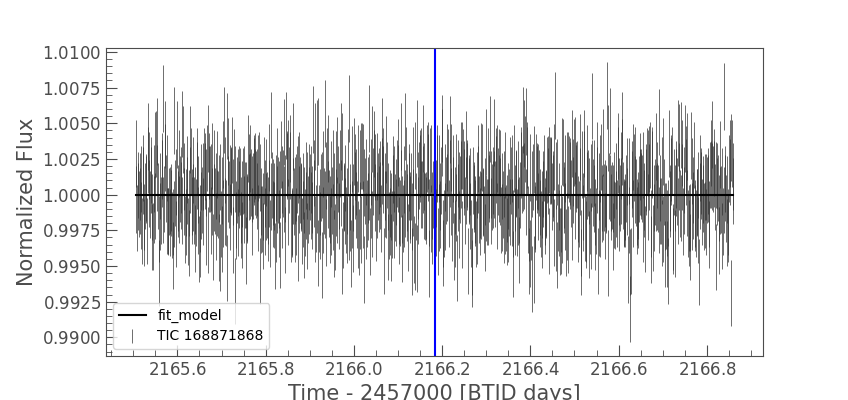 1.0100
1.0075
1.0050
1.0025
1.0000
0.9975
0.9950
0.9925
0.9900
Normalized Flux
fit_model
TIC 168871868
2165.6 2165.8 2166.0 2166.2 2166.4 2166.6 2166.8
Time - 2457000 [BTJD days]